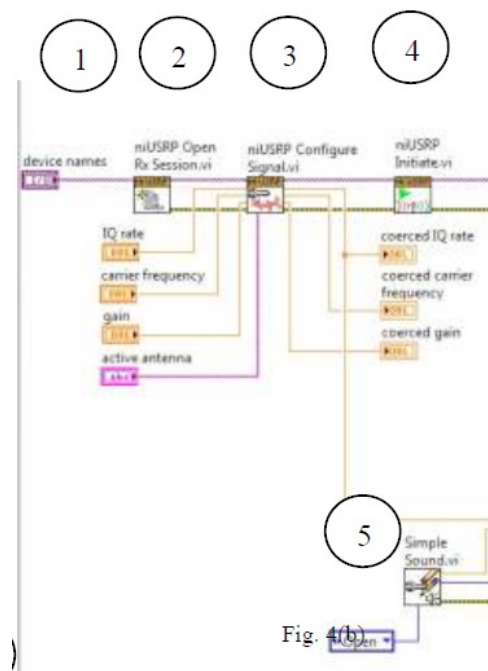 1 2 3 4
device names
niUSRP Open
Rx Session.vi
niUSRP Configure
Signal.vi
niUSRP
Initiate.vi
IQ rate
carrier frequency
gain
active antenna
coerced IQ rate
coerced carrier
frequency
coerced gain
5
Simple
Sound.vi
Fig. 4(b)
Open
)